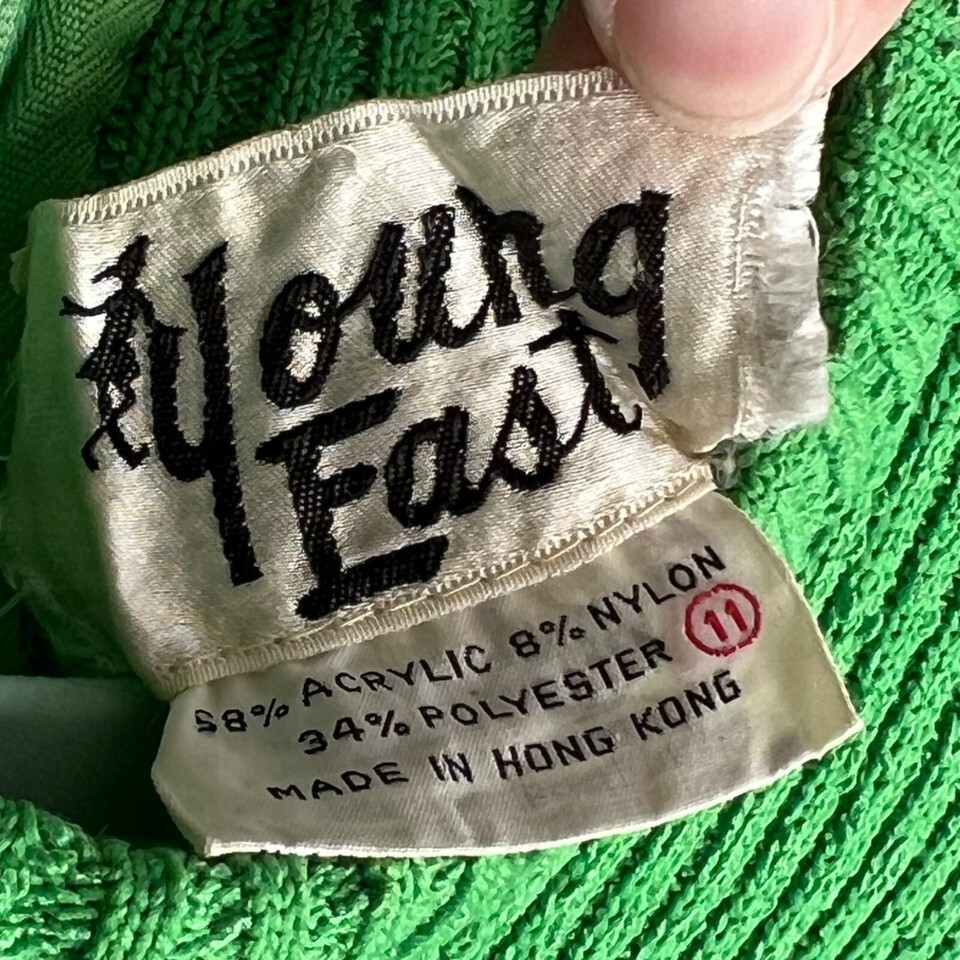 Young
East
58% ACRYLIC 8% NYLON
34% POLYESTER 11
MADE IN HONG KONG